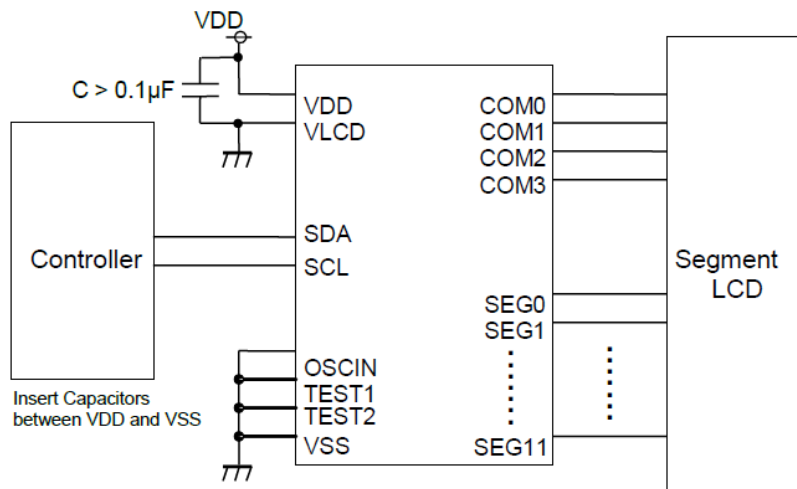 VDD
C > 0.1µF
VDD
VLCD
SDA
SCL
OSCIN
TEST1
TEST2
VSS
COM0
COM1
COM2
COM3
SEG0
SEG1
SEG11
Controller
Insert Capacitors
between VDD and VSS
Segment
LCD